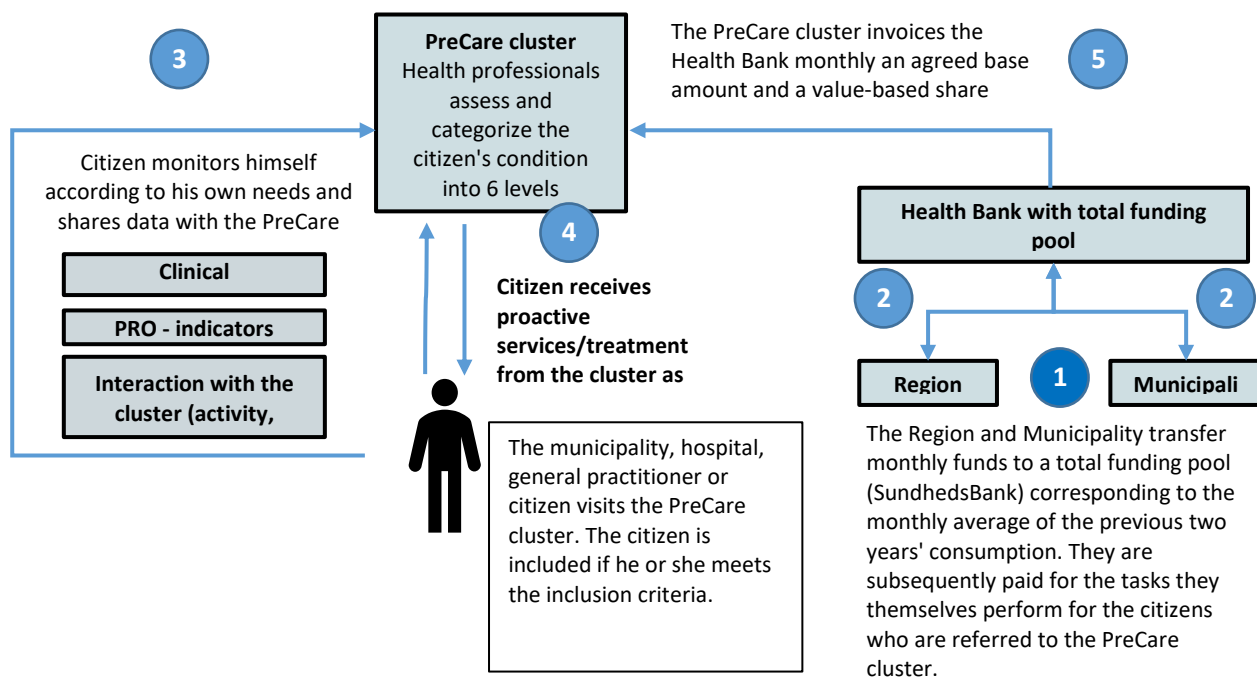 3
PreCare cluster
Health professionals
assess and
categorize the
citizen's condition
into 6 levels
The PreCare cluster invoices the
Health Bank monthly an agreed base
amount and a value-based share
5
Citizen monitors himself
according to his own needs and
shares data with the PreCare
Clinical
PRO - indicators
Interaction with the
cluster (activity,
4
Citizen receives
proactive
services/treatment
from the cluster as
The municipality, hospital,
general practitioner or
citizen visits the PreCare
cluster. The citizen is
included if he or she meets
the inclusion criteria.
Health Bank with total funding
pool
2
2
Region
1
Municipali
The Region and Municipality transfer
monthly funds to a total funding pool
(SundhedsBank) corresponding to the
monthly average of the previous two
years' consumption. They are
subsequently paid for the tasks they
themselves perform for the citizens
who are referred to the PreCare
cluster.